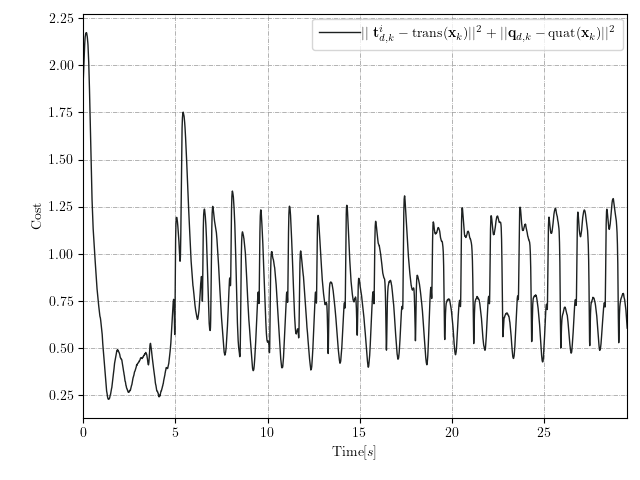 || t^i_{d,k} − trans(x_k)||^2 + ||q_{d,k} − quat(x_k)||^2
2.25
2.00
1.75
1.50
1.25
1.00
0.75
0.50
0.25
Cost
0 5 10 15 20 25
Time[s]